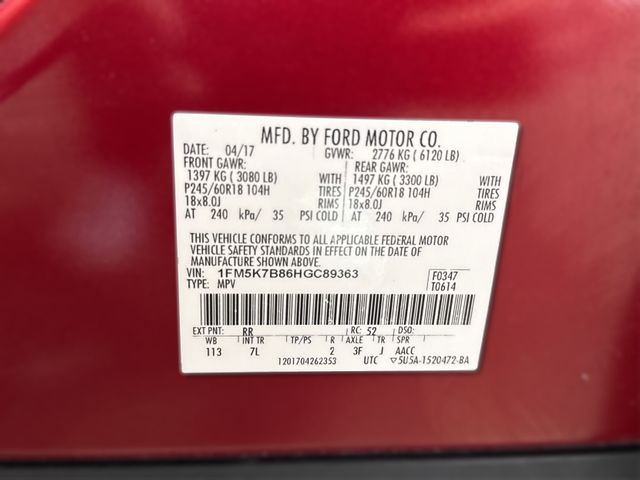 MFD. BY FORD MOTOR CO.
DATE: 04/17 GVWR: 2776 KG ( 6120 LB)
FRONT GAWR: REAR GAWR:
1397 KG ( 3080 LB) WITH 1497 KG ( 3300 LB) WITH
P245/60R18 104H TIRES P245/60R18 104H TIRES
18x8.0J RIMS 18x8.0J RIMS
AT 240 kPa/ 35 PSI COLD AT 240 kPa/ 35 PSI COLD
THIS VEHICLE CONFORMS TO ALL APPLICABLE FEDERAL MOTOR
VEHICLE SAFETY STANDARDS IN EFFECT ON THE DATE OF
MANUFACTURE SHOWN ABOVE.
VIN: 1FM5K7B86HGC89363 F0347
TYPE: MPV T0614
EXT PNT: RR RC: 52 DSO:
WB INT TR TP/PS R AXLE TR SPR
113 7L 2 3F J AACC
1201704262353 UTC ▽5U5A-1520472-BA